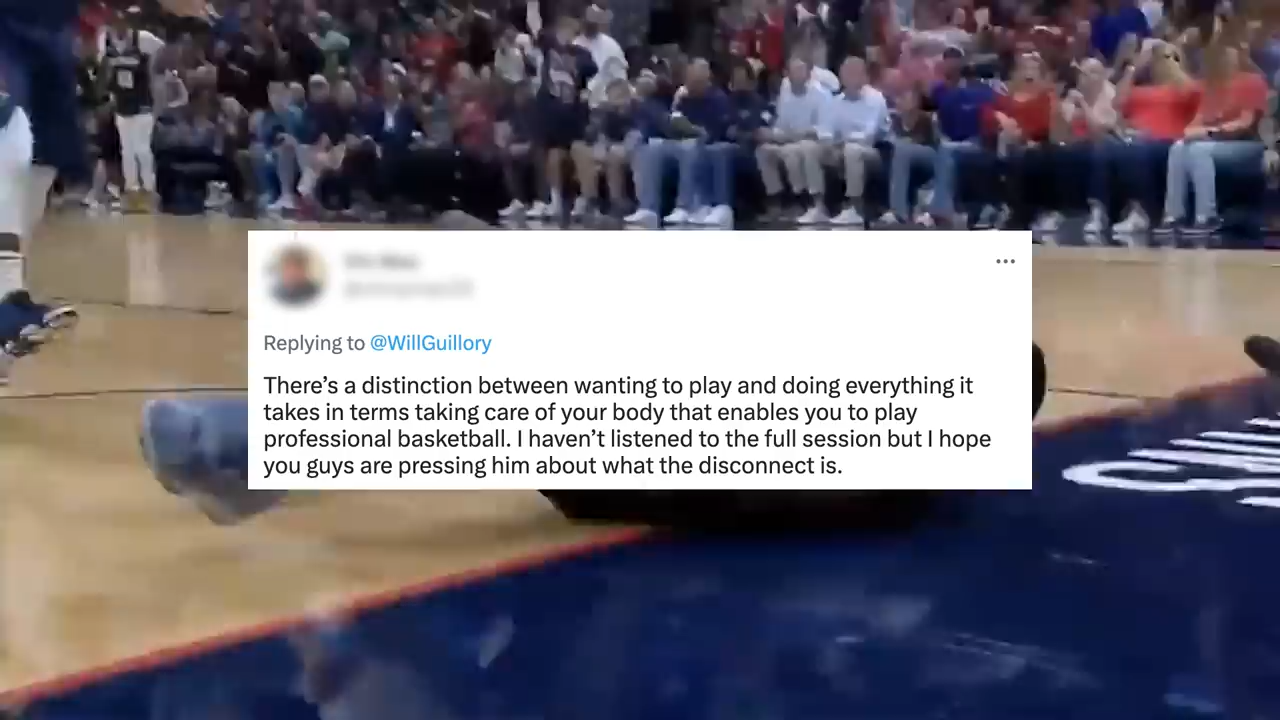 Replying to @WillGuillory
There’s a distinction between wanting to play and doing everything it
takes in terms taking care of your body that enables you to play
professional basketball. I haven’t listened to the full session but I hope
you guys are pressing him about what the disconnect is.